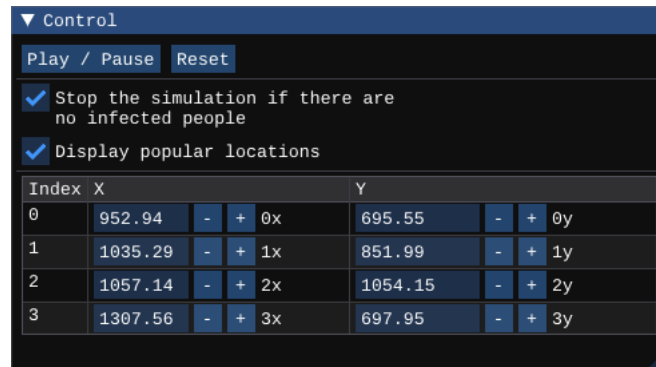 ▼ Control
Play / Pause Reset
Stop the simulation if there are
no infected people
Display popular locations
Index X Y
0 952.94 - + 0x 695.55 - + 0y
1 1035.29 - + 1x 851.99 - + 1y
2 1057.14 - + 2x 1054.15 - + 2y
3 1307.56 - + 3x 697.95 - + 3y